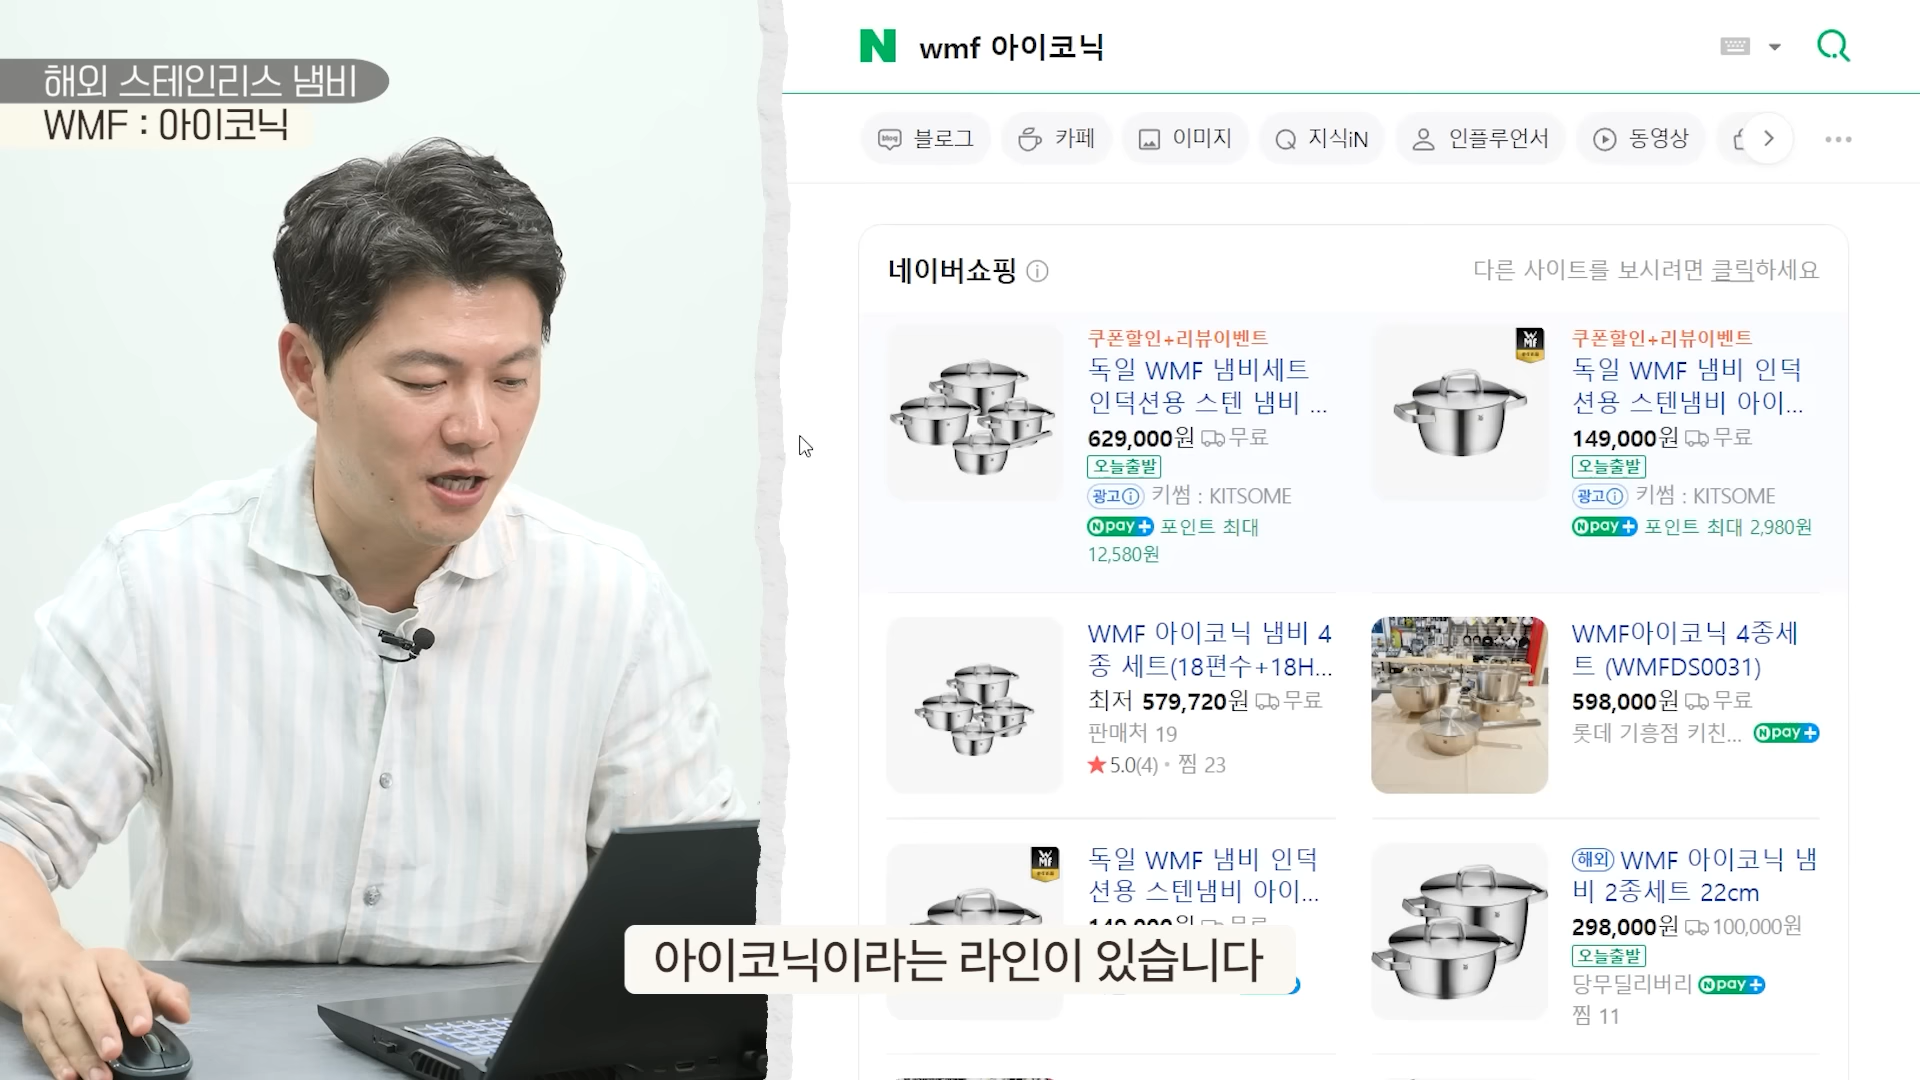 해외 스테인리스 냄비
WMF : 아이코닉
wmf 아이코닉
블로그
카페
이미지
지식iN
인플루언서
동영상
네이버쇼핑
다른 사이트를 보시려면 클릭하세요
쿠폰할인+리뷰이벤트
독일 WMF 냄비세트
인덕션용 스텐 냄비 ...
629,000원 무료
오늘출발
광고 키썸 : KITSOME
N pay+ 포인트 최대
12,580원
WMF
쿠폰할인+리뷰이벤트
독일 WMF 냄비 인덕
션용 스텐냄비 아이...
149,000원 무료
오늘출발
광고 키썸 : KITSOME
N pay+ 포인트 최대 2,980원
WMF 아이코닉 냄비 4
종 세트(18편수+18H...
최저 579,720원 무료
판매처 19
5.0(4) • 찜 23
WMF아이코닉 4종세
트 (WMFDS0031)
598,000원 무료
롯데 기흥점 키친... N pay+
WMF
독일 WMF 냄비 인덕
션용 스텐냄비 아이...
149,000원 무료
해외 WMF 아이코닉 냄
비 2종세트 22cm
298,000원 100,000원
오늘출발
당무딜리버리 N pay+
찜 11
아이코닉이라는 라인이 있습니다